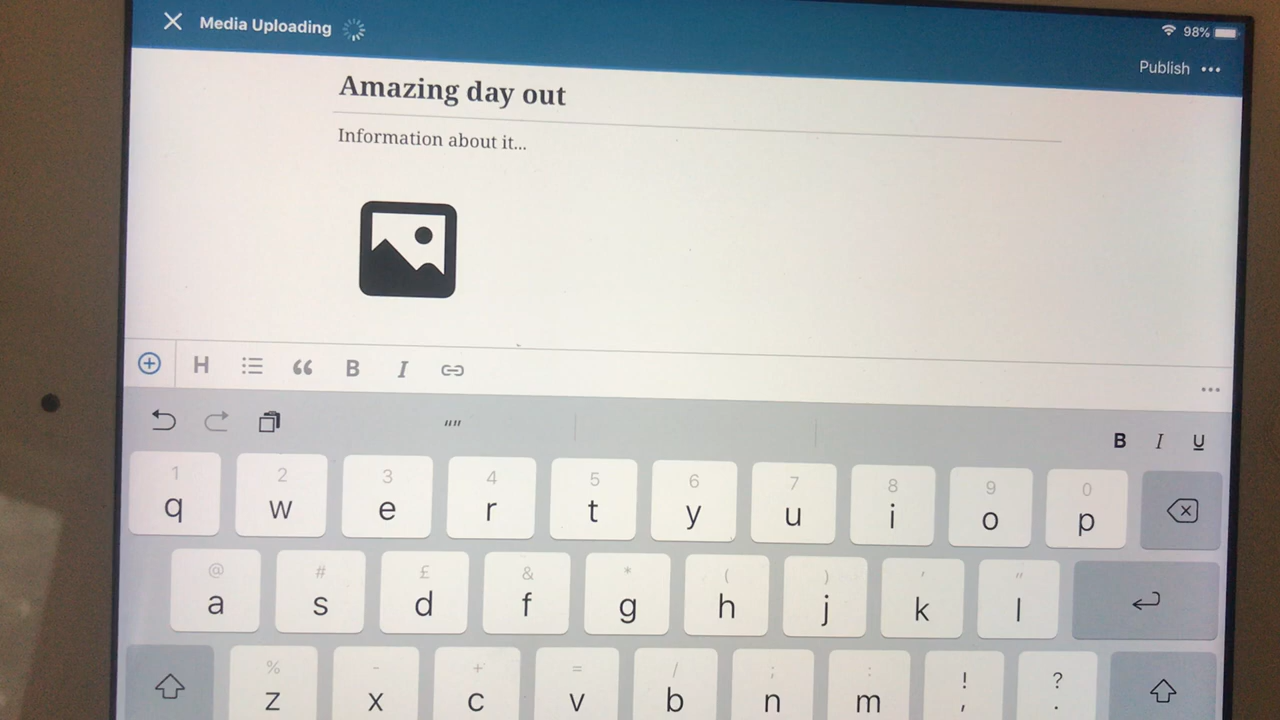 Media Uploading
98%
Publish •••
Amazing day out
Information about it...
H B I
•••
"" B I U
1 2 3 4 5 6 7 8 9 0
q w e r t y u i o p
@ # £ & * ( ) ' "
a s d f g h j k l
% - + = / ; : ! ?
z x c v b n m , .